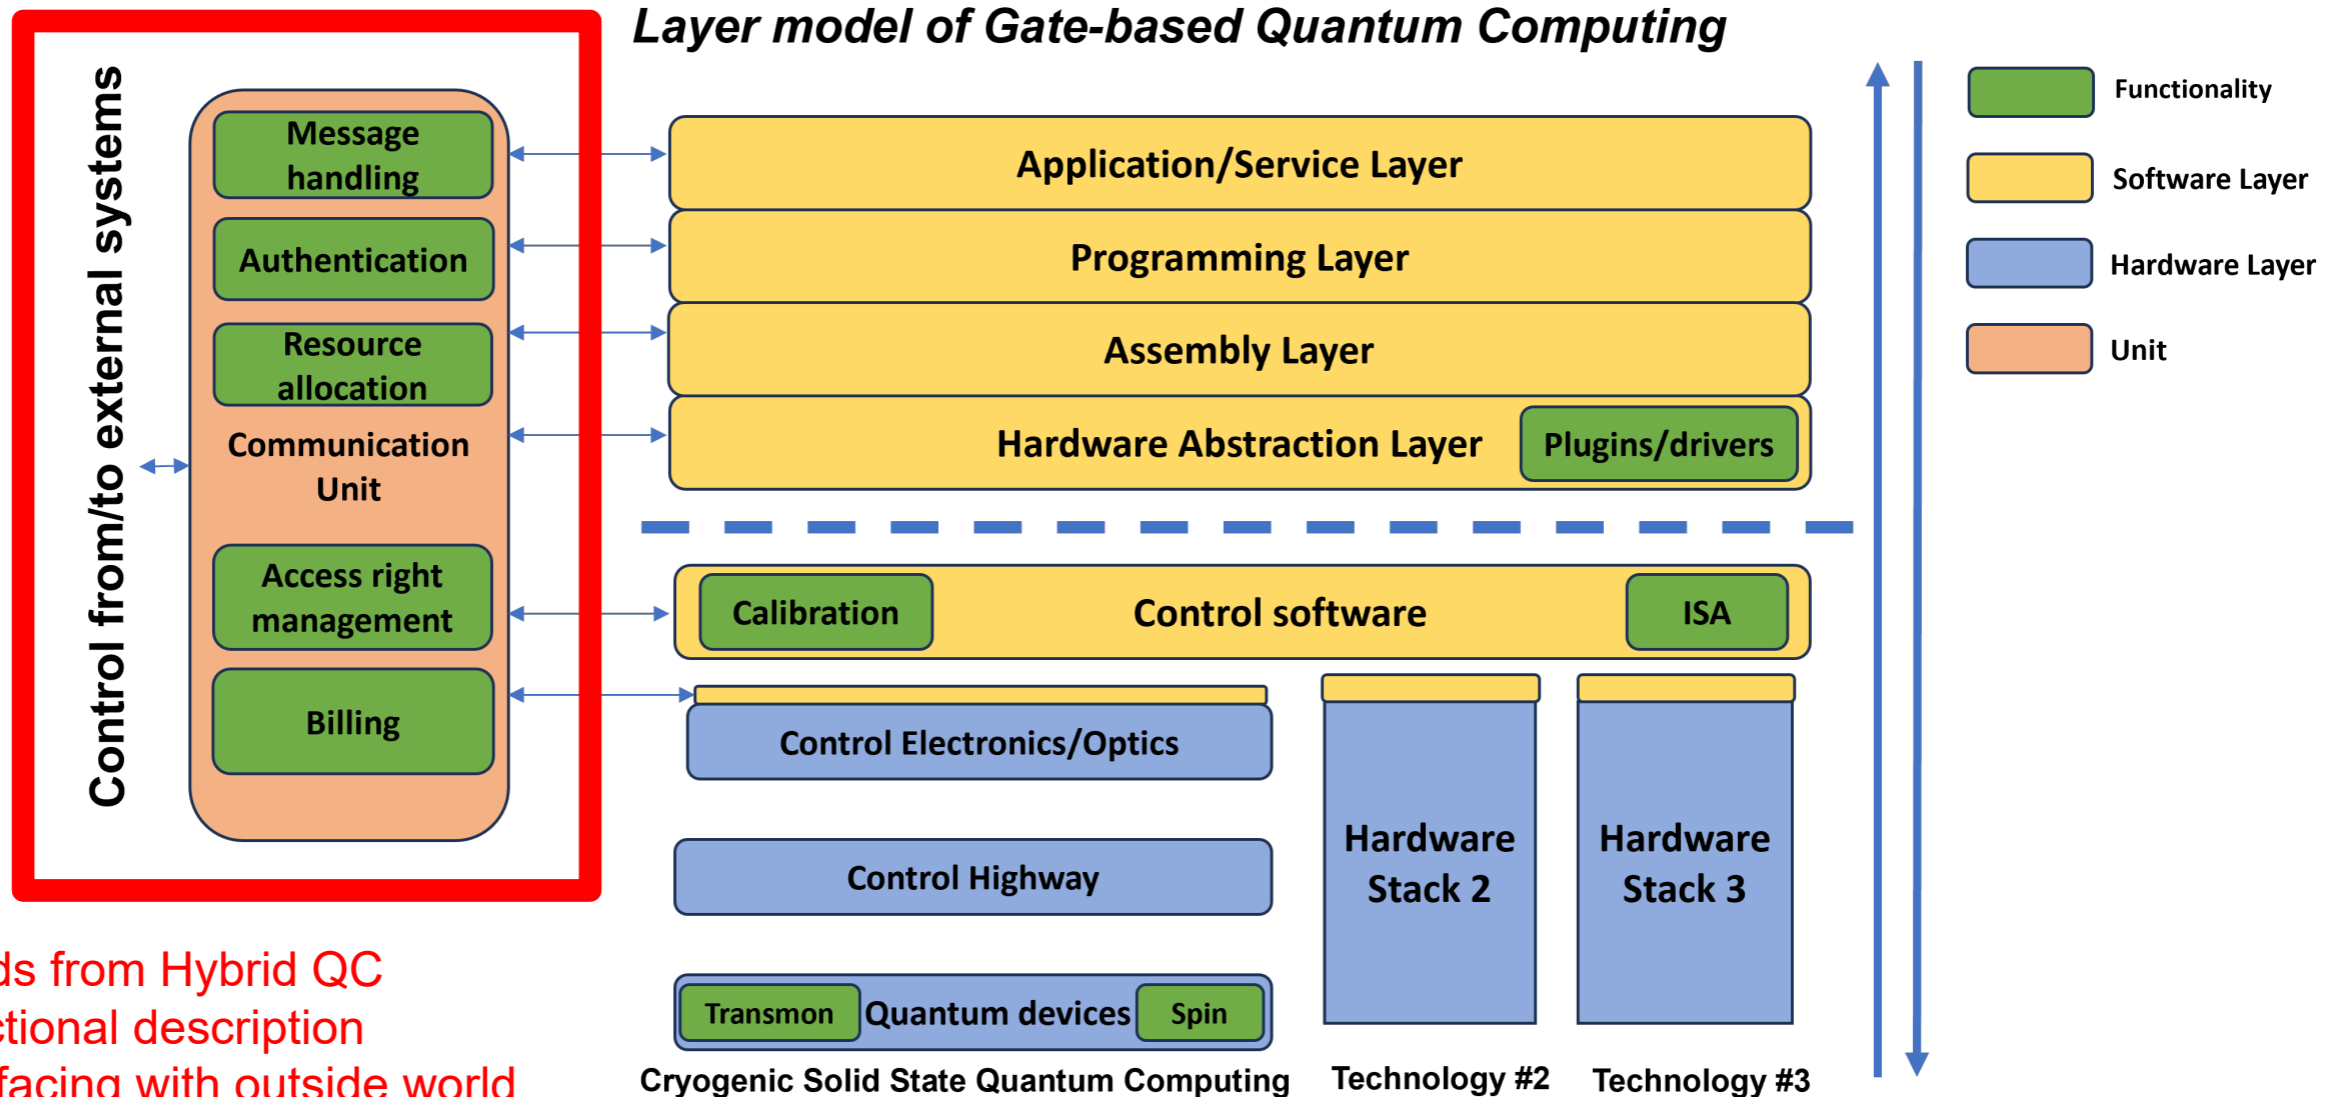 Layer model of Gate-based Quantum Computing
Control from/to external systems
Message
handling
Authentication
Resource
allocation
Communication
Unit
Access right
management
Billing
Application/Service Layer
Programming Layer
Assembly Layer
Hardware Abstraction Layer
Plugins/drivers
Calibration
Control software
ISA
Control Electronics/Optics
Control Highway
Transmon
Quantum devices
Spin
Cryogenic Solid State Quantum Computing
Hardware
Stack 2
Technology #2
Hardware
Stack 3
Technology #3
Functionality
Software Layer
Hardware Layer
Unit
from Hybrid QC
description
with outside world